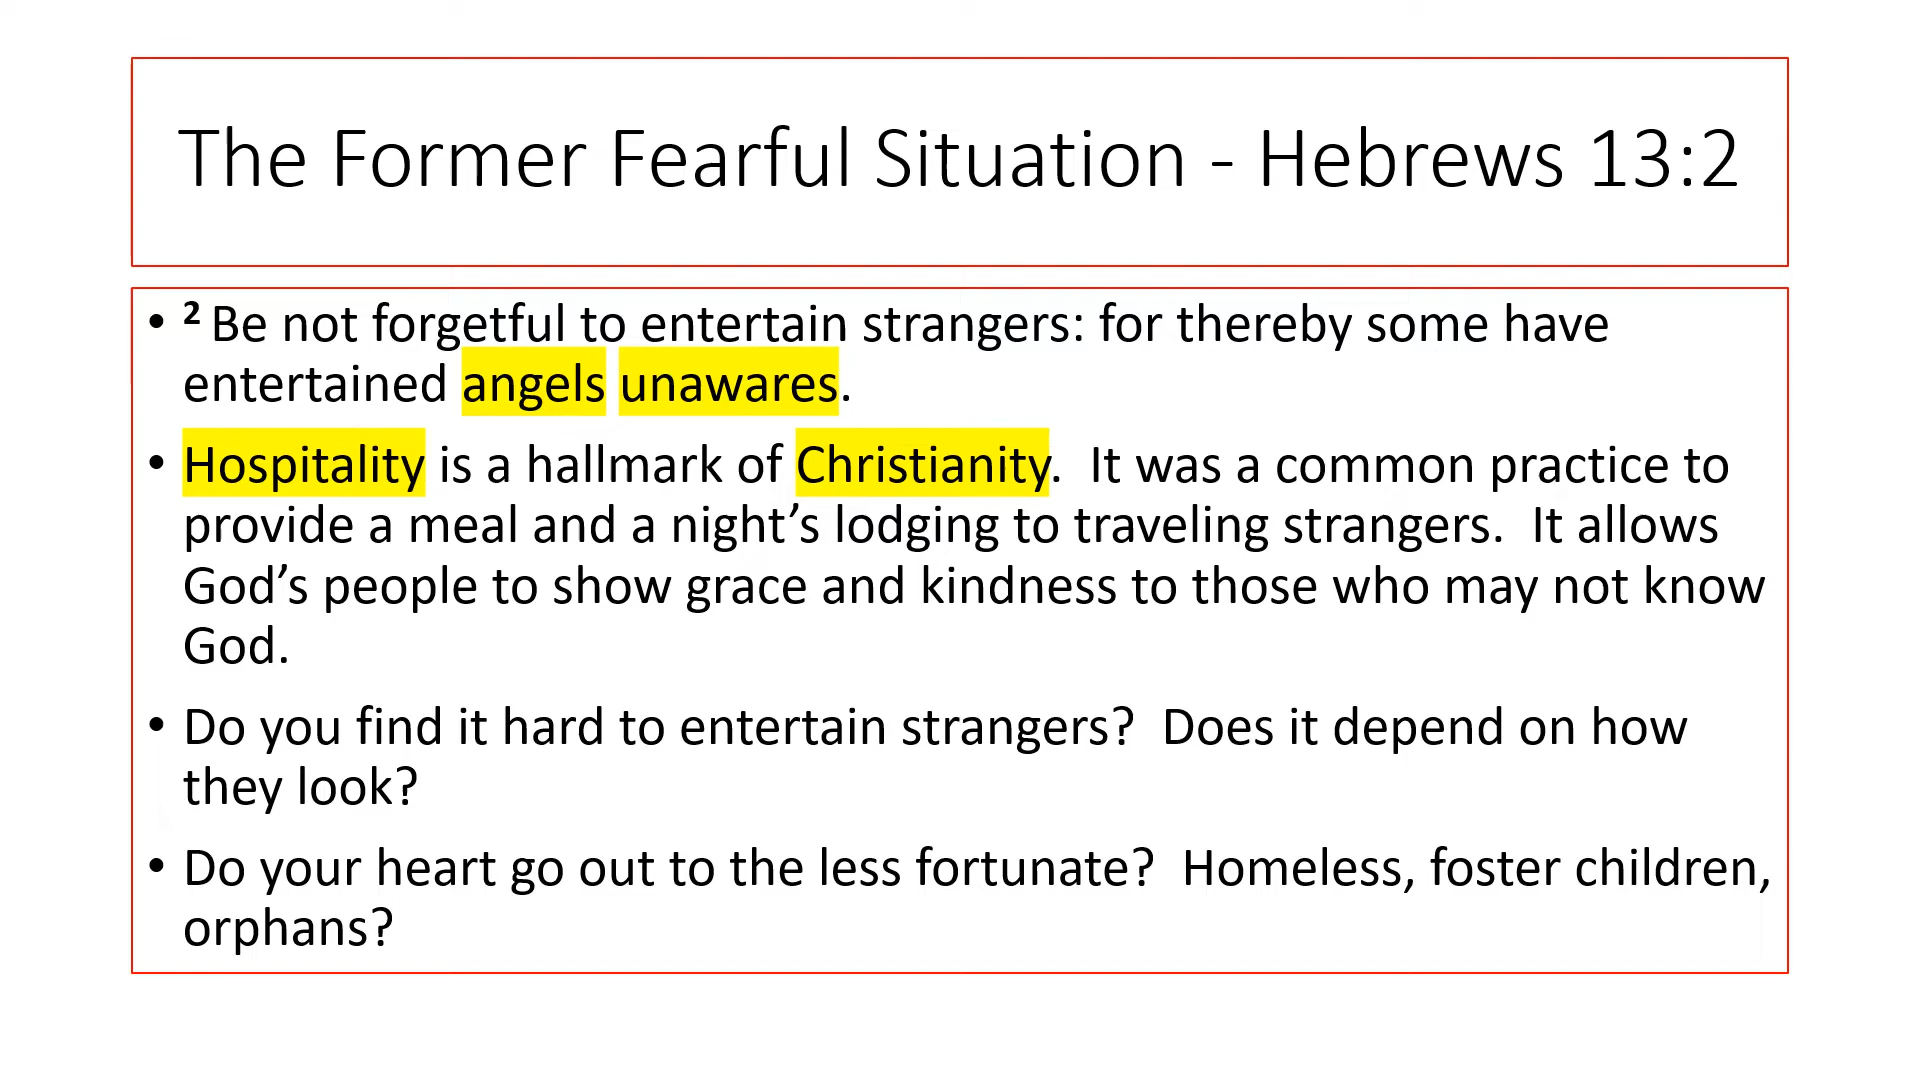 The Former Fearful Situation - Hebrews 13:2
• ² Be not forgetful to entertain strangers: for thereby some have
entertained angels unawares.
• Hospitality is a hallmark of Christianity.  It was a common practice to
provide a meal and a night’s lodging to traveling strangers.  It allows
God’s people to show grace and kindness to those who may not know
God.
• Do you find it hard to entertain strangers?  Does it depend on how
they look?
• Do your heart go out to the less fortunate?  Homeless, foster children,
orphans?